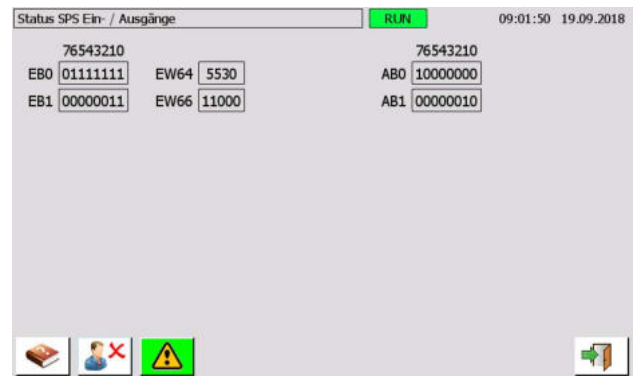 Status SPS Ein- / Ausgänge RUN 09:01:50 19.09.2018
76543210 76543210
EB0 01111111 EW64 5530 AB0 10000000
EB1 00000011 EW66 11000 AB1 00000010